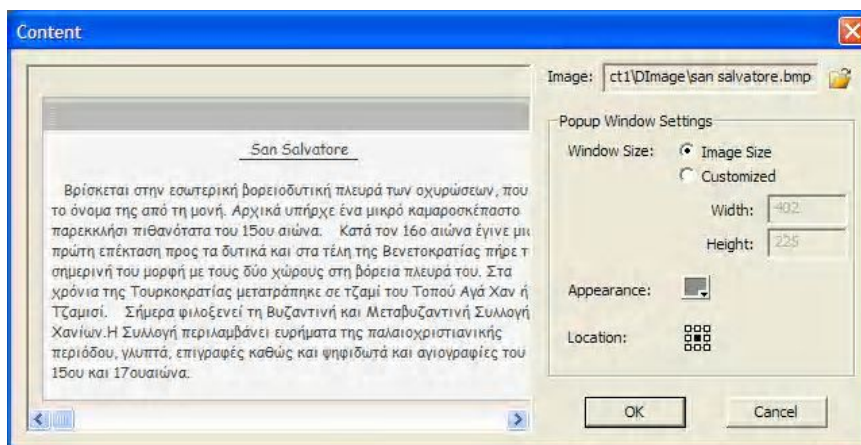 Content
Image: ct1\DImage\san salvatore.bmp
San Salvatore
Βρίσκεται στην εσωτερική βορειοδυτική πλευρά των οχυρώσεων, που
το όνομα της από τη μονή. Αρχικά υπήρχε ένα μικρό καμαροσκέπαστο
παρεκκλήσι πιθανότατα του 15ου αιώνα. Κατά τον 16ο αιώνα έγινε
πρώτη επέκταση προς τα δυτικά και στα τέλη της Βενετοκρατίας πήρε
σημερινή του μορφή με τους δύο χώρους στη βόρεια πλευρά του. Στα
χρόνια της Τουρκοκρατίας μετατράπηκε σε τζαμί του Τοπού Αγά Χαν ή
Τζαμισί. Σήμερα φιλοξενεί τη Βυζαντινή και Μεταβυζαντινή Συλλογή
Χανίων.Η Συλλογή περιλαμβάνει ευρήματα της παλαιοχριστιανικής
περιόδου, γλυπτά, επιγραφές καθώς και ψηφιδωτά και αγιογραφίες του
15ου και 17ουαιώνα.
Popup Window Settings
Window Size: Image Size
Customized
Width: 402
Height: 225
Appearance:
Location:
OK Cancel